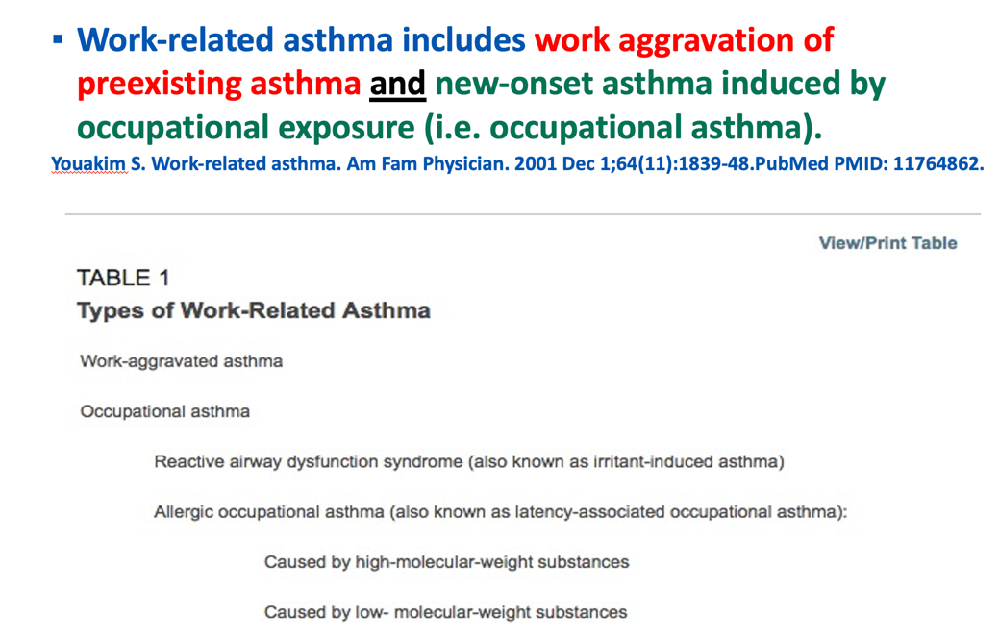 ▪ Work-related asthma includes work aggravation of
preexisting asthma and new-onset asthma induced by
occupational exposure (i.e. occupational asthma).
Youakim S. Work-related asthma. Am Fam Physician. 2001 Dec 1;64(11):1839-48.PubMed PMID: 11764862.
View/Print Table
TABLE 1
Types of Work-Related Asthma
Work-aggravated asthma
Occupational asthma
Reactive airway dysfunction syndrome (also known as irritant-induced asthma)
Allergic occupational asthma (also known as latency-associated occupational asthma):
Caused by high-molecular-weight substances
Caused by low- molecular-weight substances